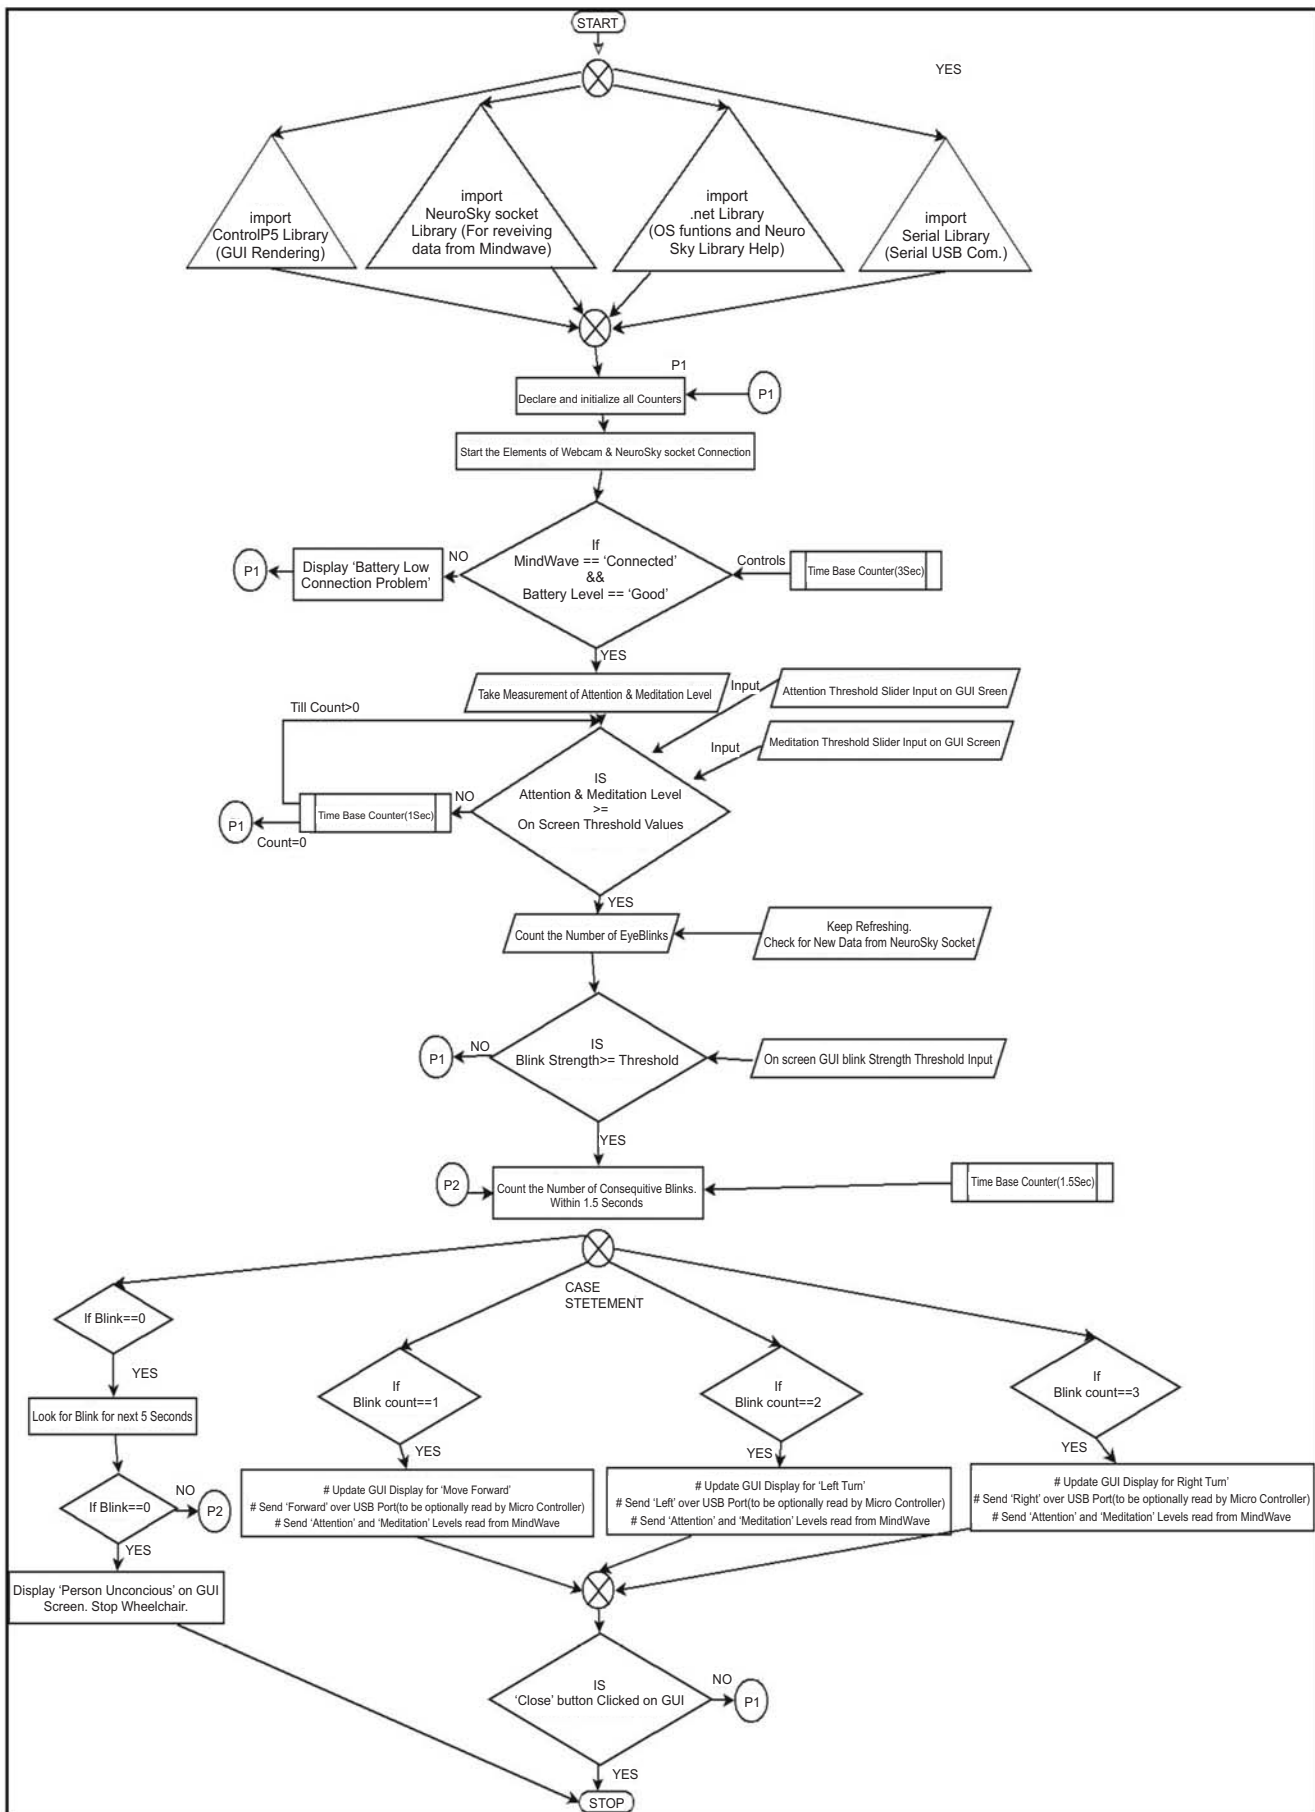 START
YES
import
ControlP5 Library
(GUI Rendering)
import
NeuroSky socket
Library (For reveiving
data from Mindwave)
import
.net Library
(OS funtions and Neuro
Sky Library Help)
import
Serial Library
(Serial USB Com.)
P1
Declare and initialize all Counters
P1
Start the Elements of Webcam & NeuroSky socket Connection
If
MindWave == ‘Connected’
&&
Battery Level == ‘Good’
Controls
Time Base Counter(3Sec)
NO
Display ‘Battery Low
Connection Problem’
P1
YES
Take Measurement of Attention & Meditation Level
Input
Attention Threshold Slider Input on GUI Sreen
Input
Meditation Threshold Slider Input on GUI Screen
Till Count>0
IS
Attention & Meditation Level
>=
On Screen Threshold Values
NO
Time Base Counter(1Sec)
P1
Count=0
YES
Count the Number of EyeBlinks
Keep Refreshing.
Check for New Data from NeuroSky Socket
IS
Blink Strength>= Threshold
NO
P1
On screen GUI blink Strength Threshold Input
YES
P2
Count the Number of Consequitive Blinks.
Within 1.5 Seconds
Time Base Counter(1.5Sec)
CASE
STETEMENT
If Blink==0
YES
Look for Blink for next 5 Seconds
If Blink==0
NO
P2
YES
Display ‘Person Unconcious’ on GUI
Screen. Stop Wheelchair.
If
Blink count==1
YES
# Update GUI Display for ‘Move Forward’
# Send ‘Forward’ over USB Port(to be optionally read by Micro Controller)
# Send ‘Attention’ and ‘Meditation’ Levels read from MindWave
If
Blink count==2
YES
# Update GUI Display for ‘Left Turn’
# Send ‘Left’ over USB Port(to be optionally read by Micro Controller)
# Send ‘Attention’ and ‘Meditation’ Levels read from MindWave
If
Blink count==3
YES
# Update GUI Display for Right Turn’
# Send ‘Right’ over USB Port(to be optionally read by Micro Controller)
# Send ‘Attention’ and ‘Meditation’ Levels read from MindWave
IS
‘Close’ button Clicked on GUI
NO
P1
YES
STOP